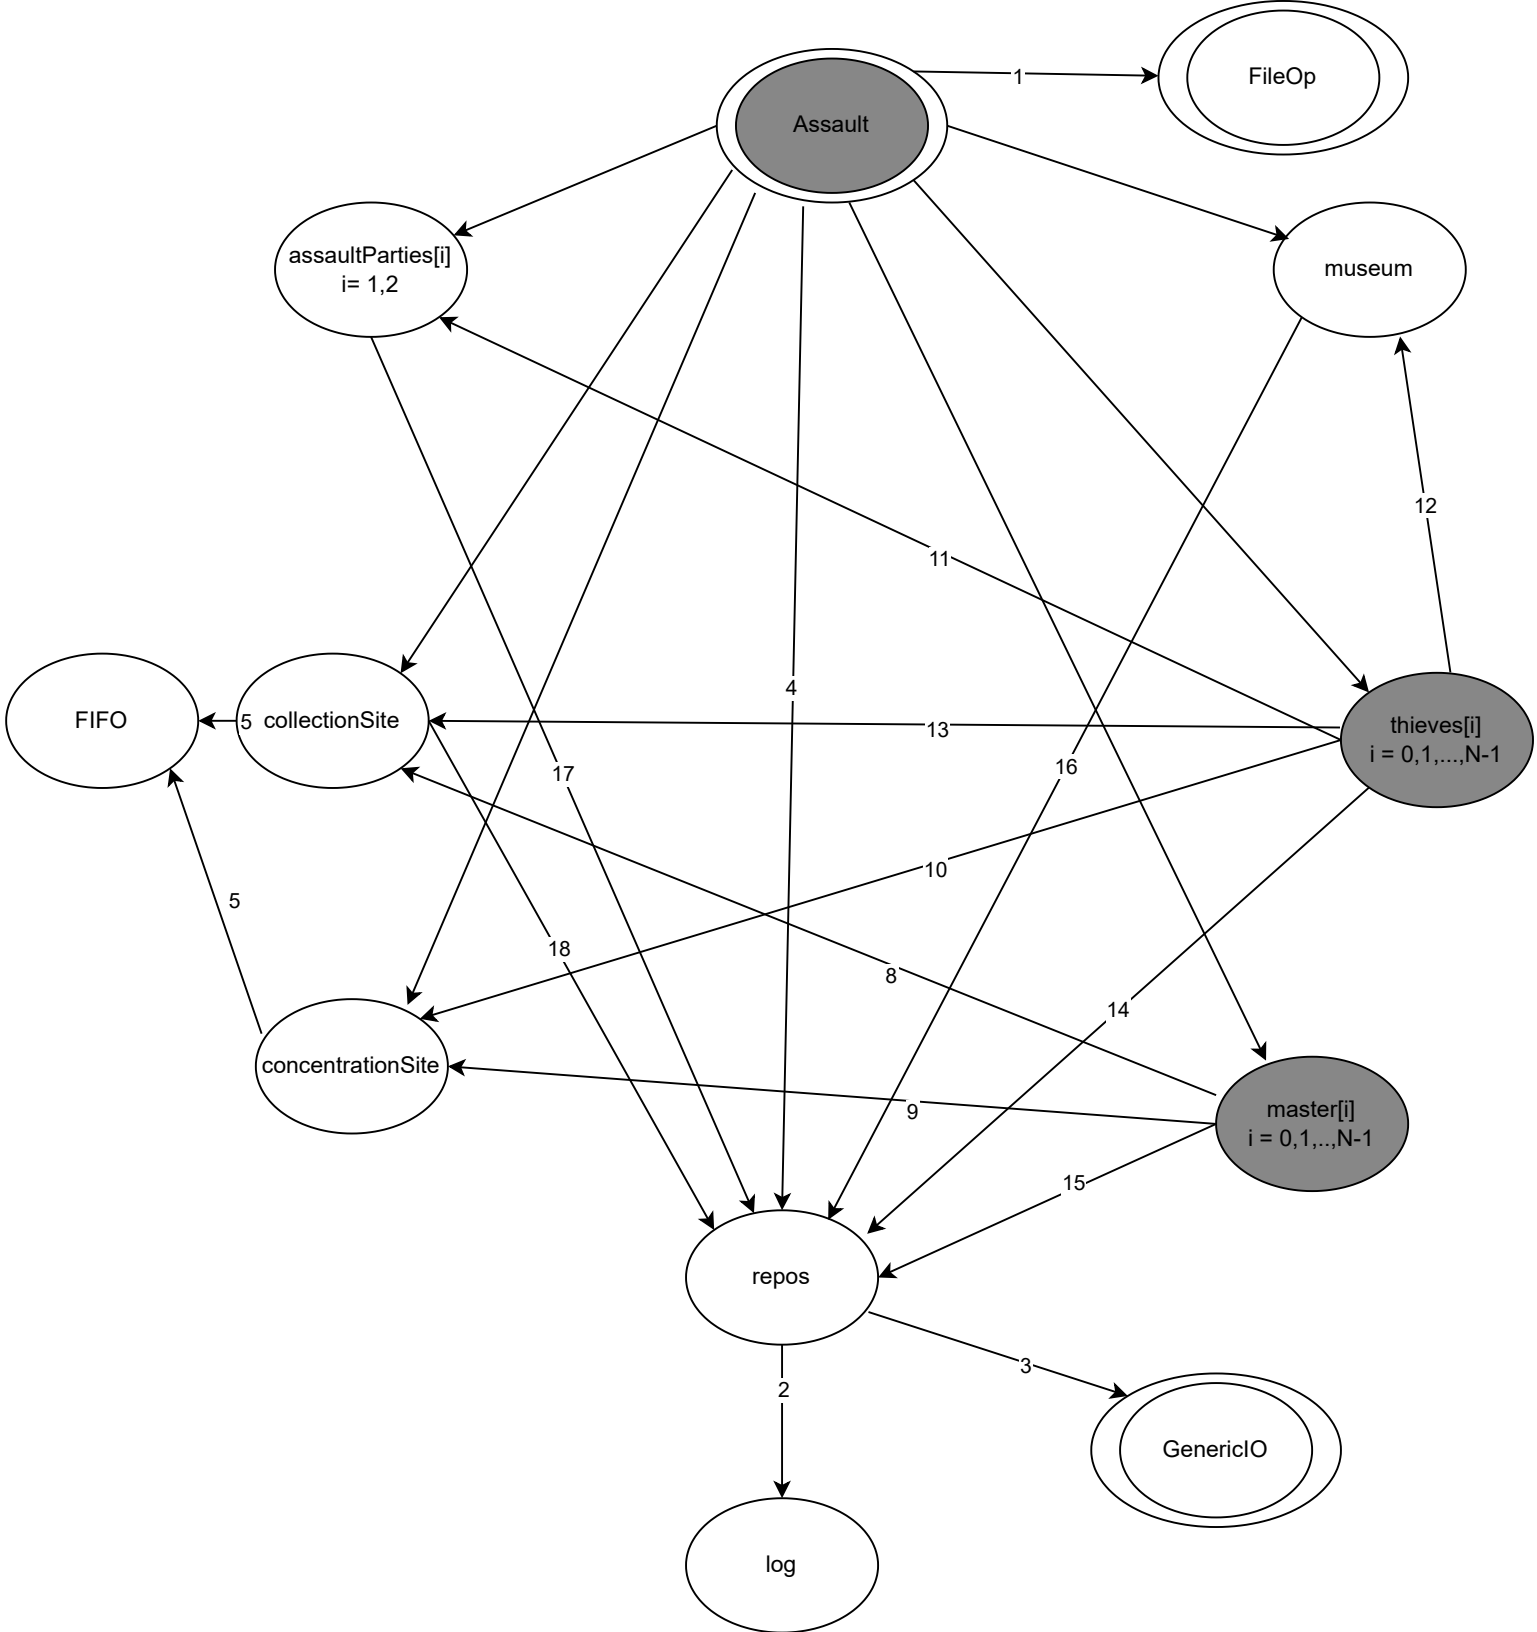 1
FileOp
Assault
assaultParties[i]
i= 1,2
museum
12
11
4
FIFO
5
collectionSite
13
thieves[i]
i = 0,1,...,N-1
17
16
10
5
18
8
14
concentrationSite
9
master[i]
i = 0,1,..,N-1
15
repos
3
2
GenericIO
log